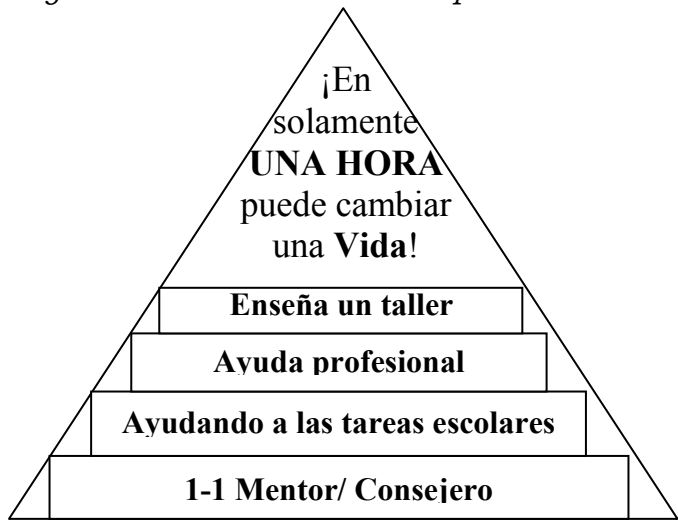 ¡En
solamente
UNA HORA
puede cambiar
una Vida!
Enseña un taller
Ayuda profesional
Ayudando a las tareas escolares
1-1 Mentor/ Consejero